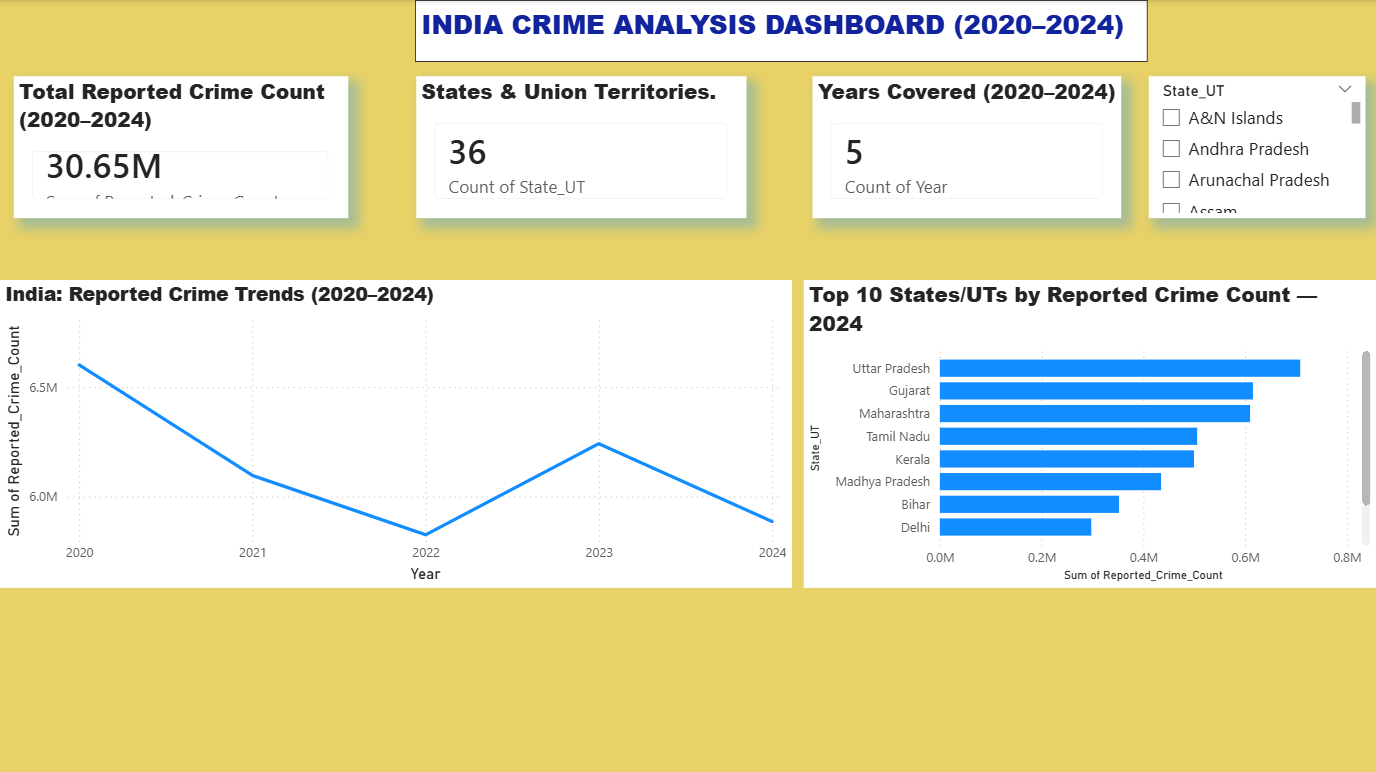 INDIA CRIME ANALYSIS DASHBOARD (2020–2024)
Total Reported Crime Count
(2020–2024)
30.65M
Sum of Reported_Crime_Count
States & Union Territories.
36
Count of State_UT
Years Covered (2020–2024)
5
Count of Year
State_UT
A&N Islands
Andhra Pradesh
Arunachal Pradesh
Assam
India: Reported Crime Trends (2020–2024)
Sum of Reported_Crime_Count
6.5M
6.0M
2020
2021
2022
2023
2024
Year
Top 10 States/UTs by Reported Crime Count —
2024
State_UT
Uttar Pradesh
Gujarat
Maharashtra
Tamil Nadu
Kerala
Madhya Pradesh
Bihar
Delhi
0.0M
0.2M
0.4M
0.6M
0.8M
Sum of Reported_Crime_Count